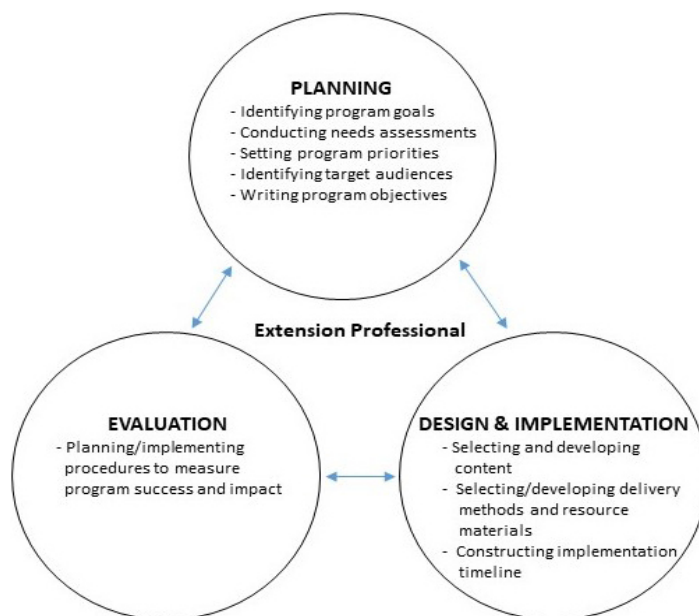 PLANNING
- Identifying program goals
- Conducting needs assessments
- Setting program priorities
- Identifying target audiences
- Writing program objectives
Extension Professional
EVALUATION
- Planning/implementing
procedures to measure
program success and impact
DESIGN & IMPLEMENTATION
- Selecting and developing
content
- Selecting/developing delivery
methods and resource
materials
- Constructing implementation
timeline